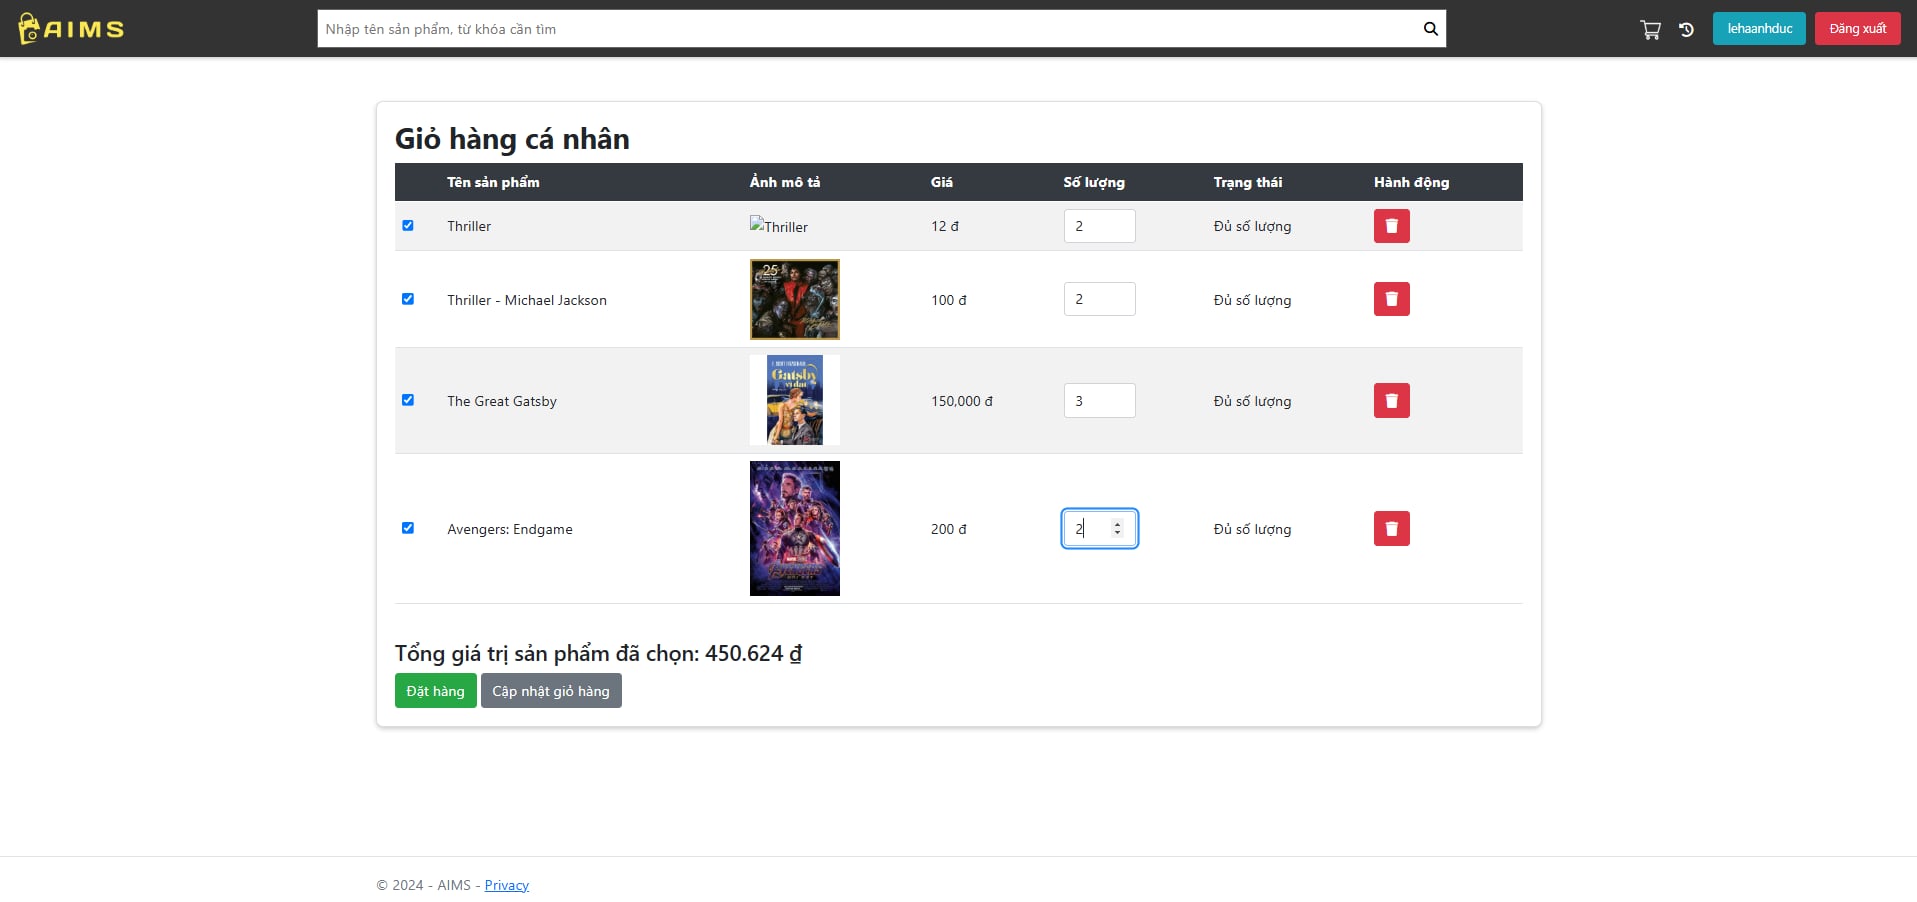 AIMS
Nhập tên sản phẩm, từ khóa cần tìm
lehaanhduc
Đăng xuất
Giỏ hàng cá nhân
Tên sản phẩm Ảnh mô tả Giá Số lượng Trạng thái Hành động
Thriller Thriller 12 đ 2 Đủ số lượng
25
Thriller - Michael Jackson 100 đ 2 Đủ số lượng
Gatsby
vĩ đại
The Great Gatsby 150,000 đ 3 Đủ số lượng
Avengers: Endgame 200 đ 2 Đủ số lượng
Tổng giá trị sản phẩm đã chọn: 450.624 ₫
Đặt hàng Cập nhật giỏ hàng
© 2024 - AIMS - Privacy